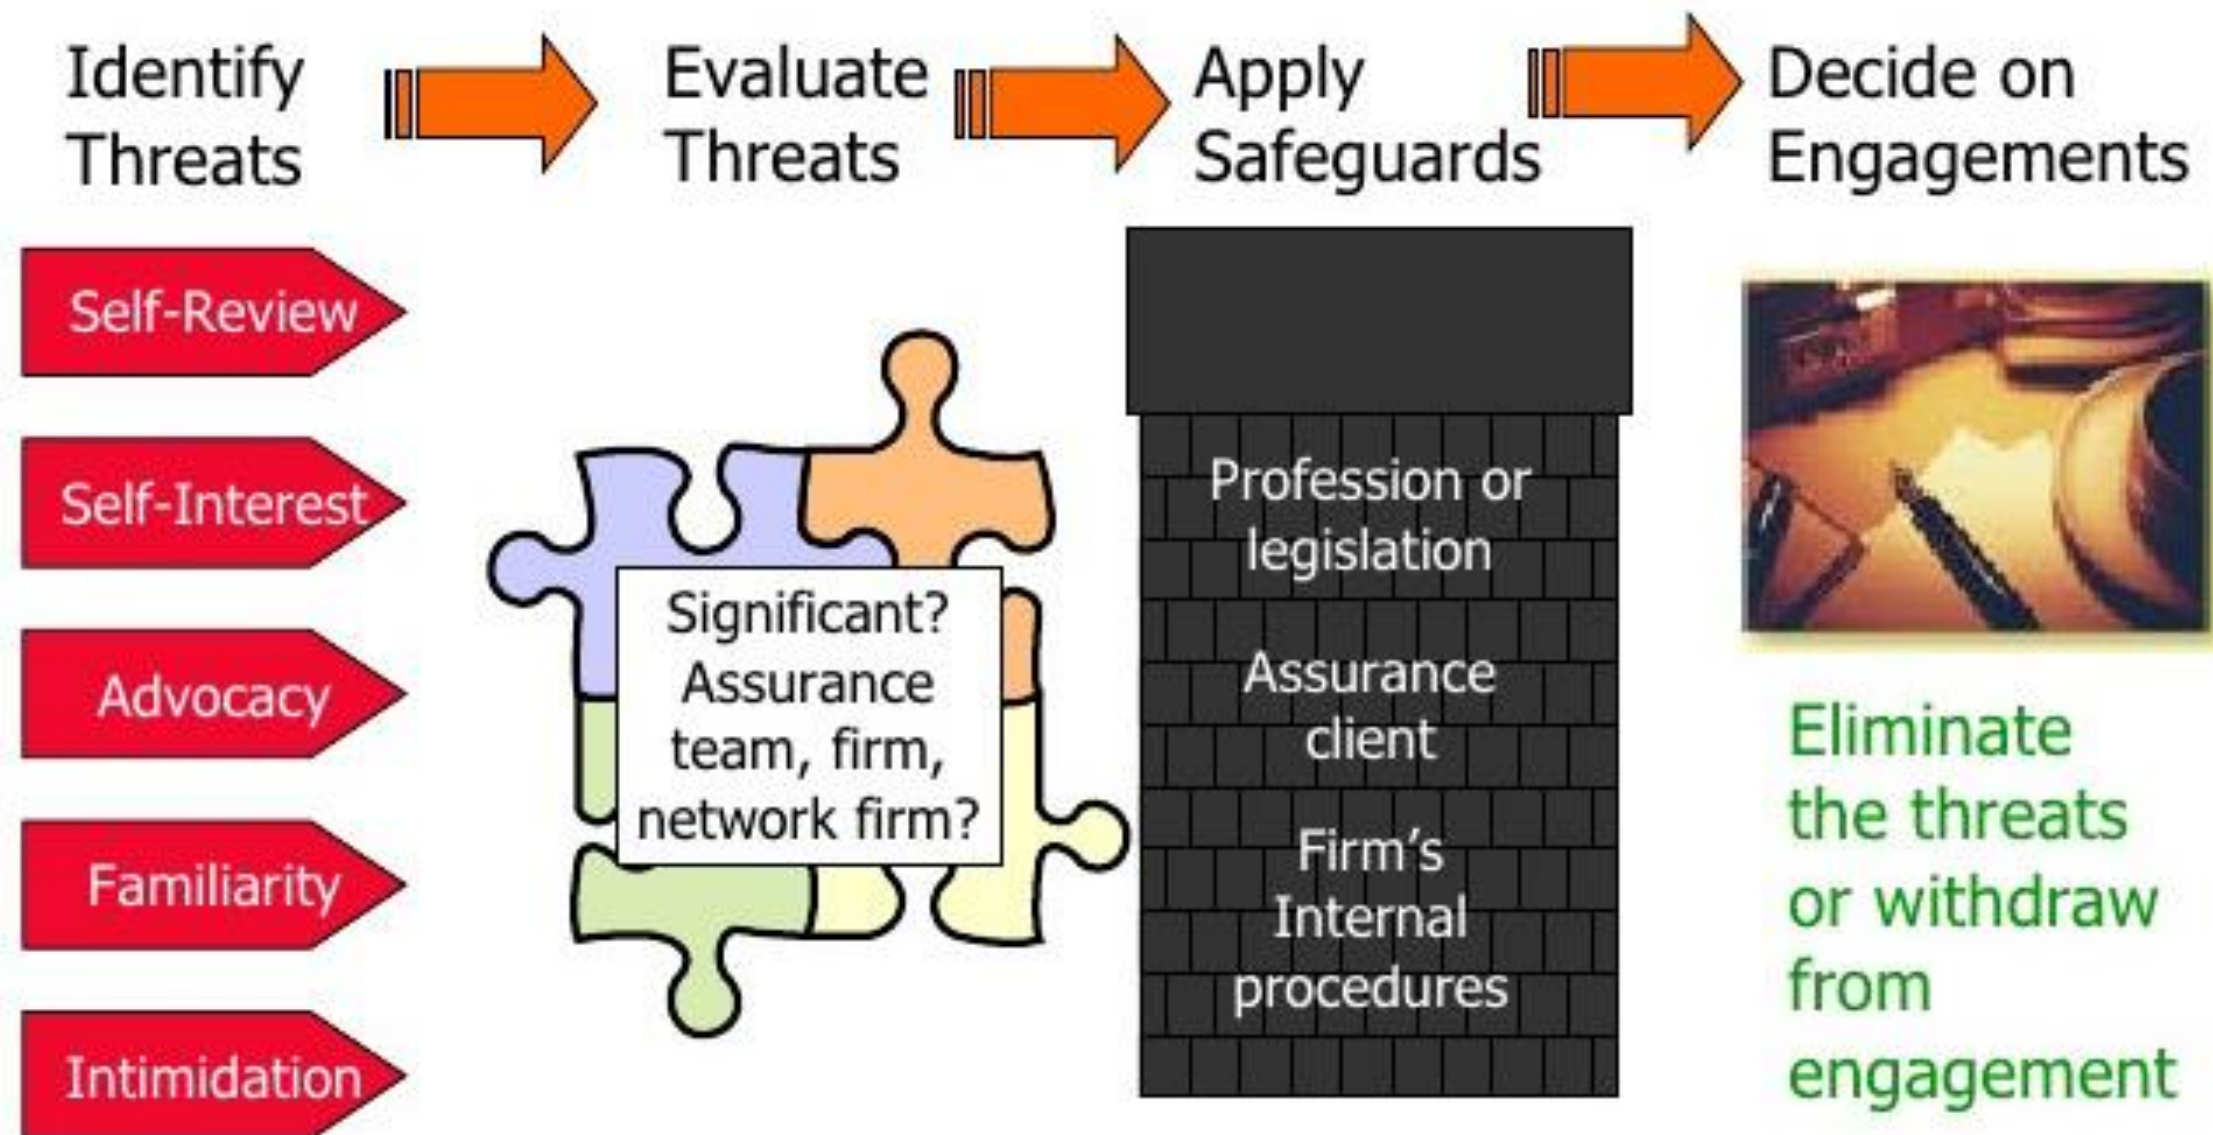 Identify
Threats
Evaluate
Threats
Apply
Safeguards
Decide on
Engagements
Self-Review
Self-Interest
Advocacy
Familiarity
Intimidation
Significant?
Assurance
team, firm,
network firm?
Profession or
legislation
Assurance
client
Firm’s
Internal
procedures
Eliminate
the threats
or withdraw
from
engagement